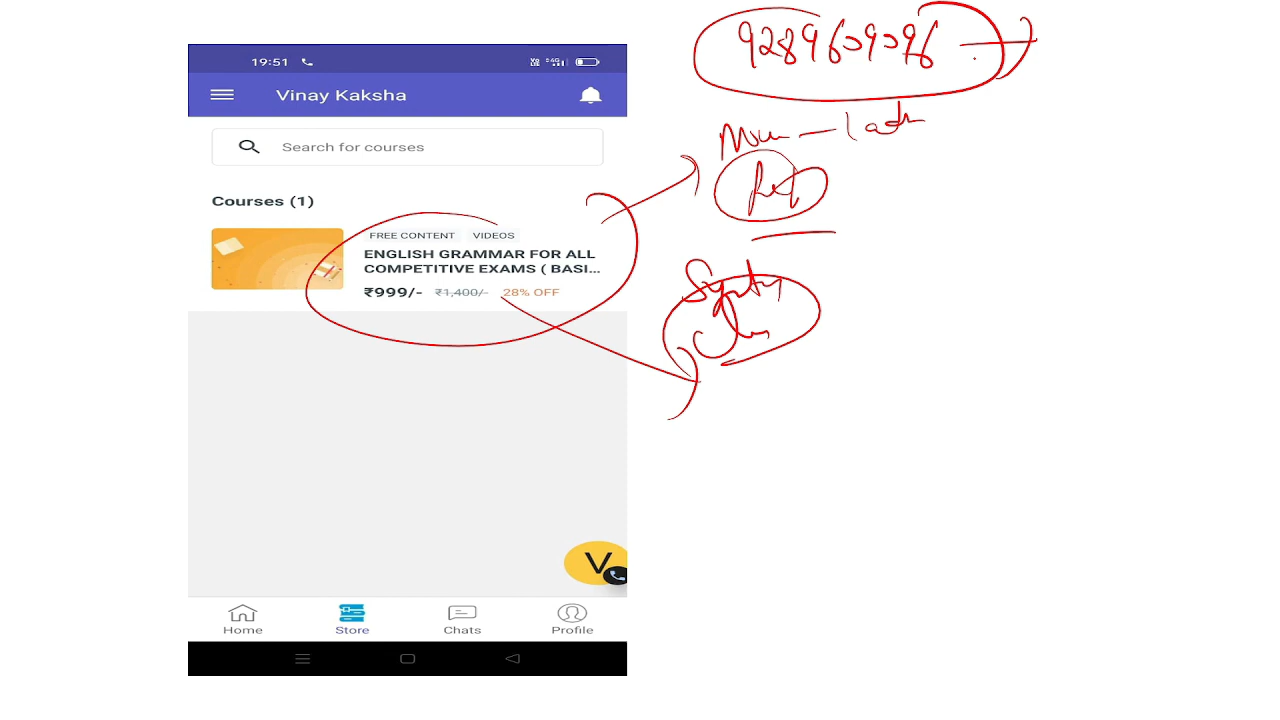 9289609096
19:51
Vinay Kaksha
Search for courses
Courses (1)
FREE CONTENT VIDEOS
ENGLISH GRAMMAR FOR ALL
COMPETITIVE EXAMS ( BASI...
₹999/- ₹1,400/- 28% OFF
V
Home Store Chats Profile